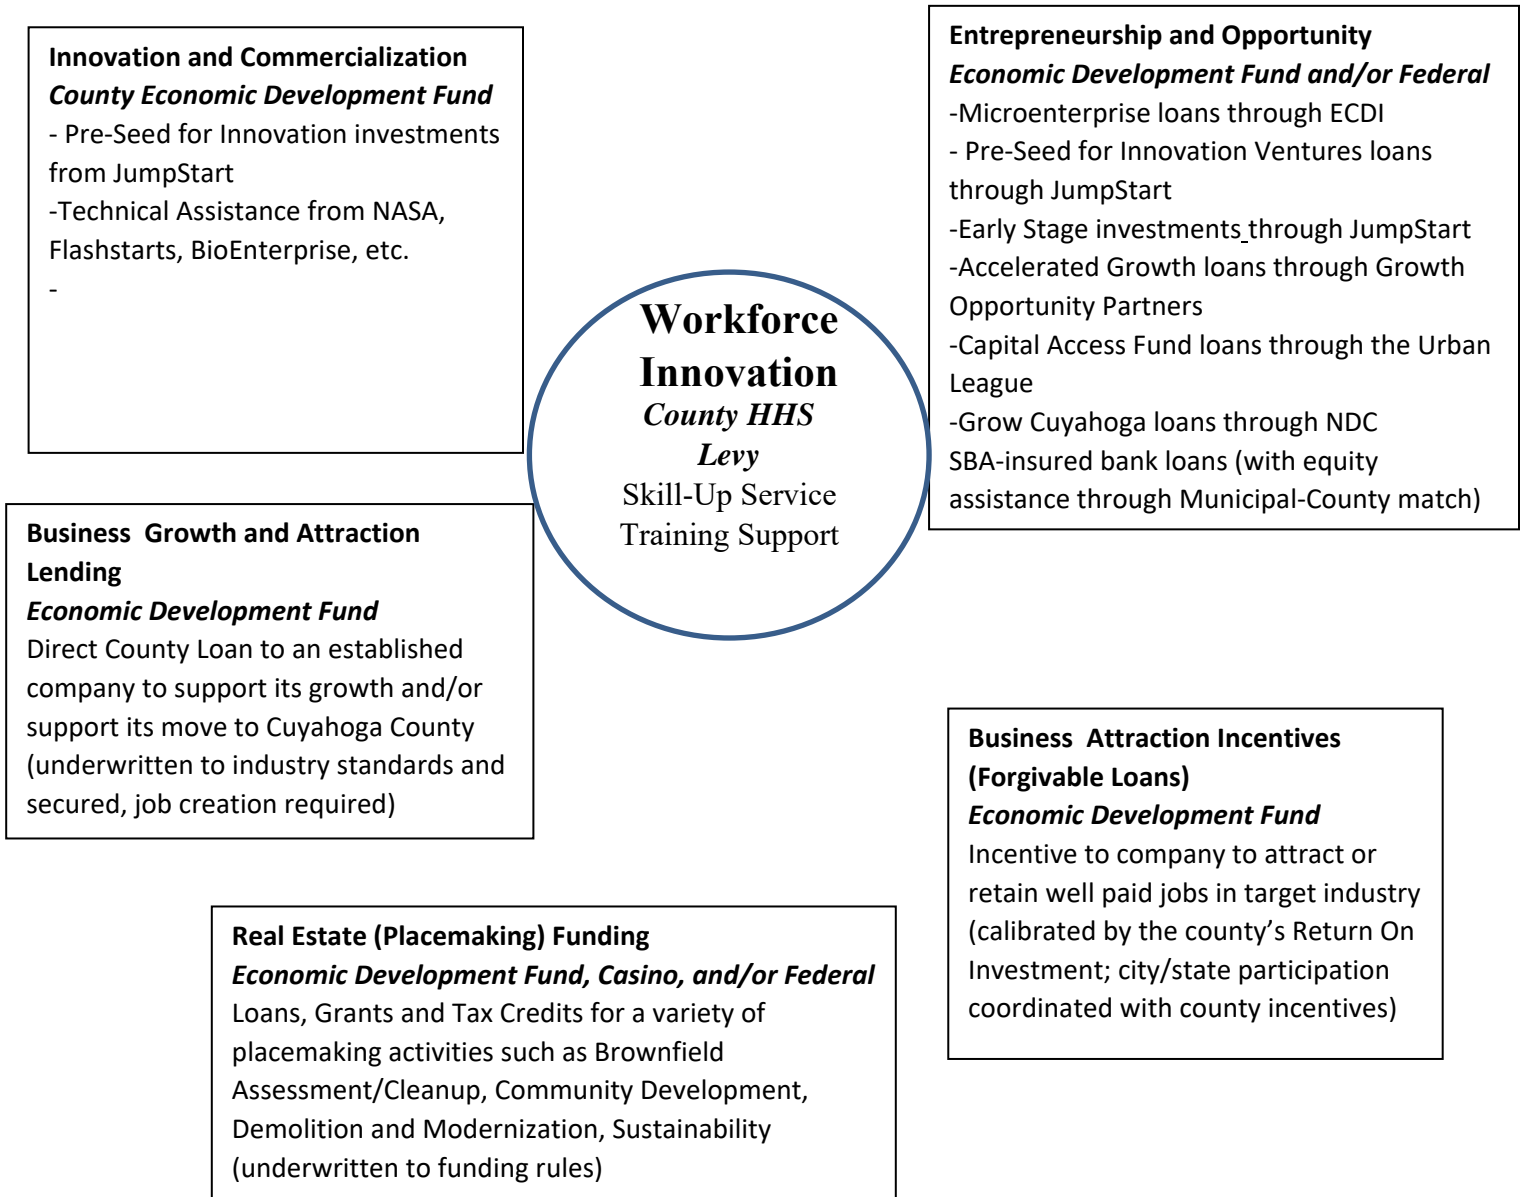 Innovation and Commercialization
County Economic Development Fund
- Pre-Seed for Innovation investments
from JumpStart
-Technical Assistance from NASA,
Flashstarts, BioEnterprise, etc.
-
Entrepreneurship and Opportunity
Economic Development Fund and/or Federal
-Microenterprise loans through ECDI
- Pre-Seed for Innovation Ventures loans
through JumpStart
-Early Stage investments through JumpStart
-Accelerated Growth loans through Growth
Opportunity Partners
-Capital Access Fund loans through the Urban
League
-Grow Cuyahoga loans through NDC
SBA-insured bank loans (with equity
assistance through Municipal-County match)
Workforce
Innovation
County HHS
Levy
Skill-Up Service
Training Support
Business  Growth and Attraction
Lending
Economic Development Fund
Direct County Loan to an established
company to support its growth and/or
support its move to Cuyahoga County
(underwritten to industry standards and
secured, job creation required)
Business  Attraction Incentives
(Forgivable Loans)
Economic Development Fund
Incentive to company to attract or
retain well paid jobs in target industry
(calibrated by the county’s Return On
Investment; city/state participation
coordinated with county incentives)
Real Estate (Placemaking) Funding
Economic Development Fund, Casino, and/or Federal
Loans, Grants and Tax Credits for a variety of
placemaking activities such as Brownfield
Assessment/Cleanup, Community Development,
Demolition and Modernization, Sustainability
(underwritten to funding rules)